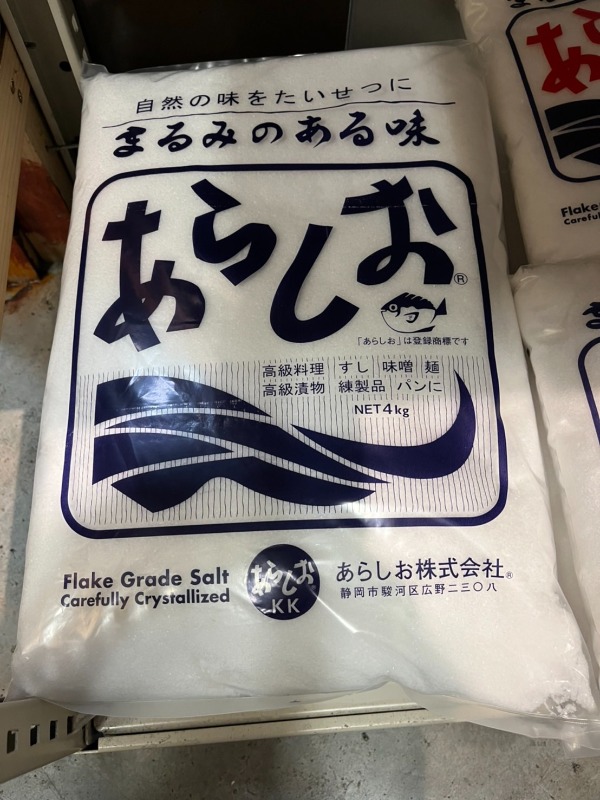 自然の味をたいせつに
まるみのある味
あらしお
®
「あらしお」は登録商標です
高級料理 すし 味噌 麺
高級漬物 練製品 パンに
NET4kg
Flake Grade Salt
Carefully Crystallized
あらしお
KK
あらしお株式会社®
静岡市駿河区広野二三〇八
あ
Flake
Careful